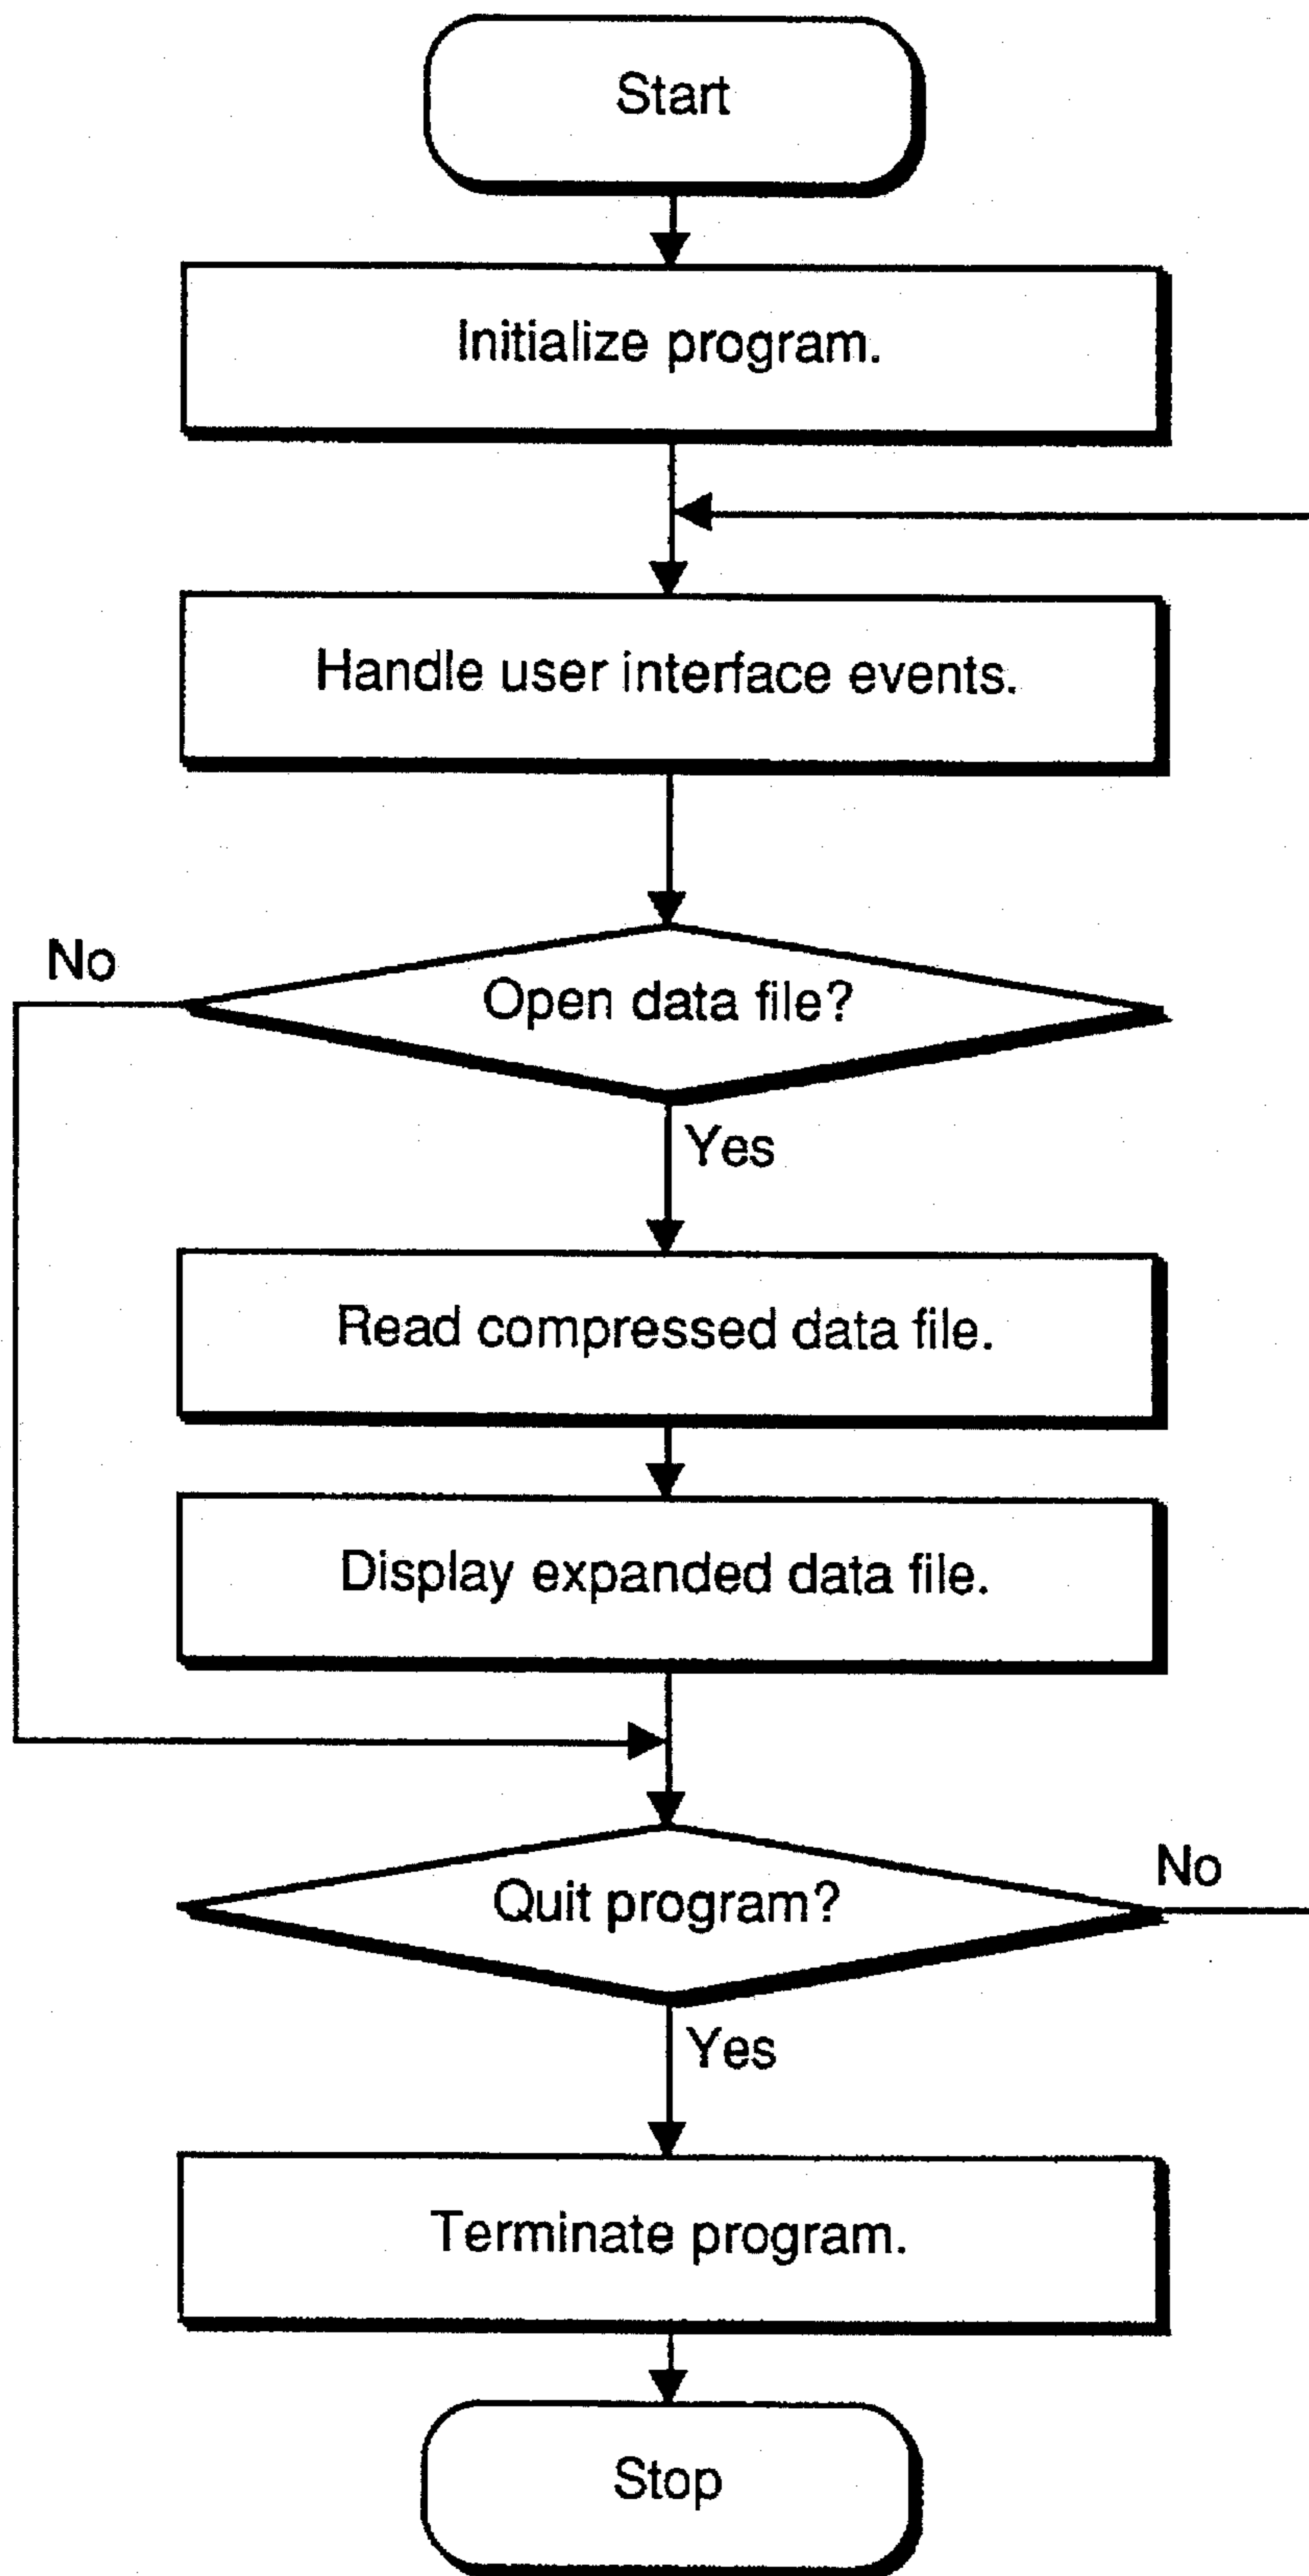 Start
Initialize program.
Handle user interface events.
No
Open data file?
Yes
Read compressed data file.
Display expanded data file.
No
Quit program?
Yes
Terminate program.
Stop